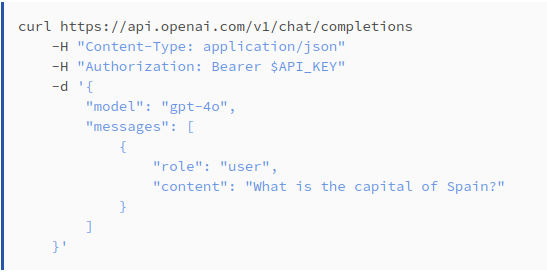 curl https://api.openai.com/v1/chat/completions
    -H "Content-Type: application/json"
    -H "Authorization: Bearer $API_KEY"
    -d '{
        "model": "gpt-4o",
        "messages": [
            {
                "role": "user",
                "content": "What is the capital of Spain?"
            }
        ]
    }'